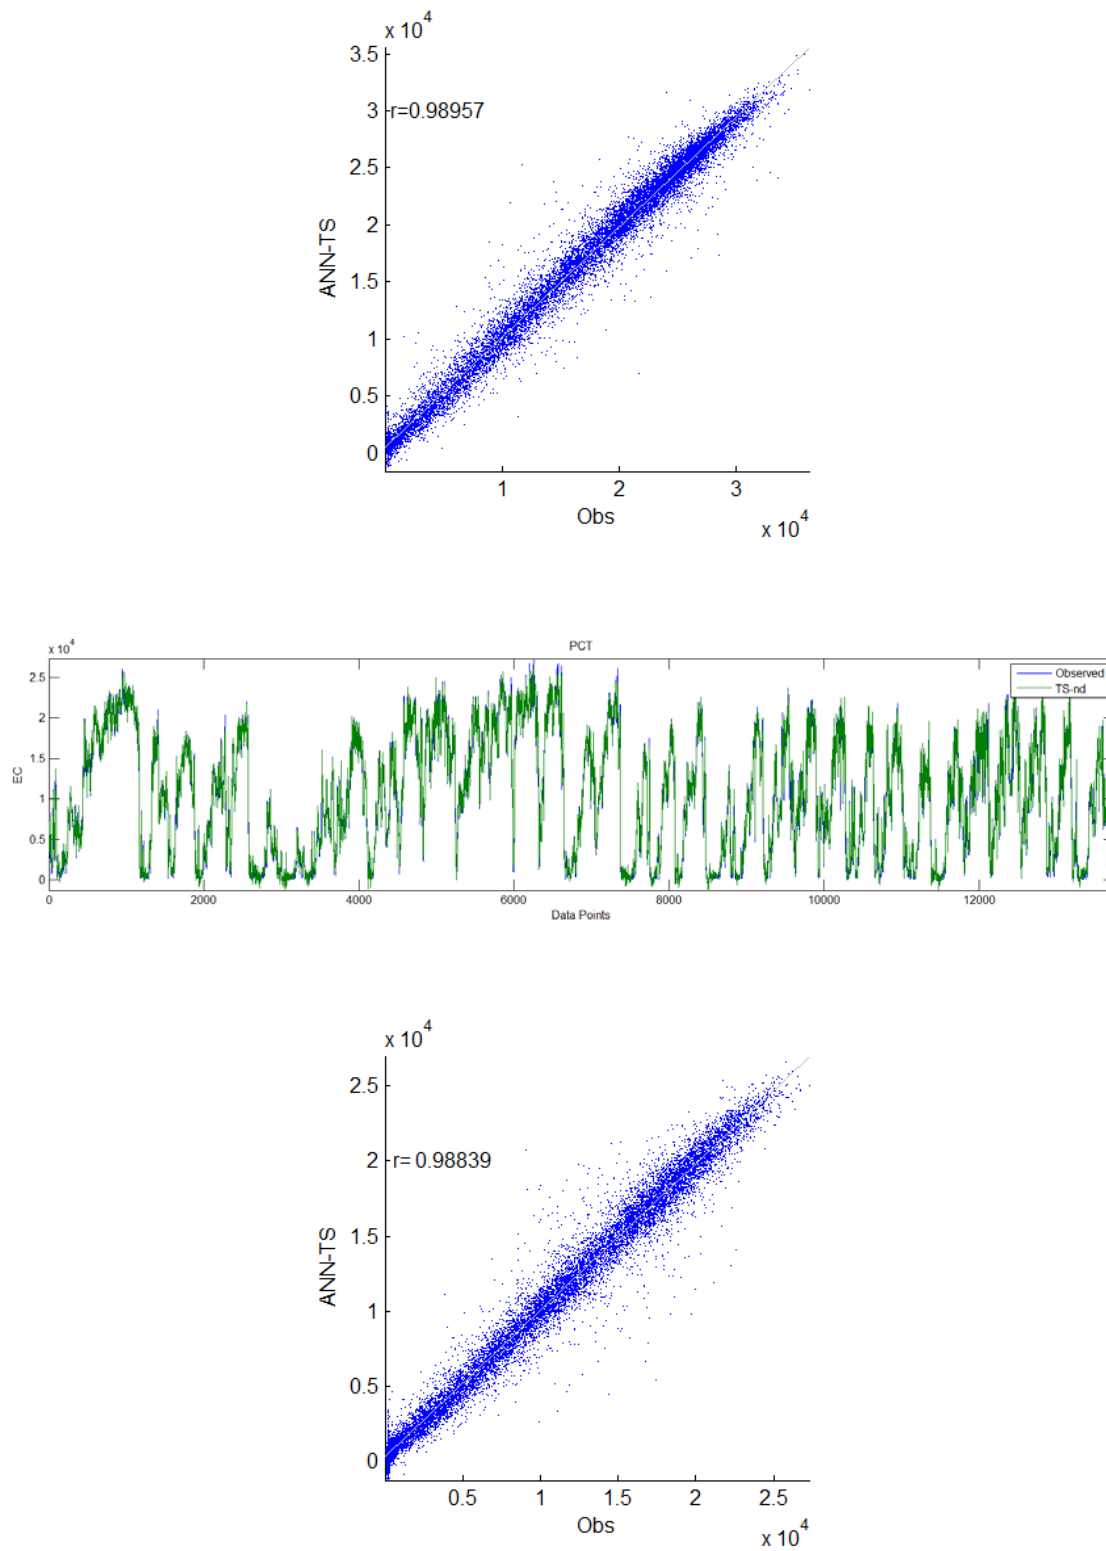 x 10^4
3.5
3
r=0.98957
2.5
2
ANN-TS
1.5
1
0.5
0
1 2 3
Obs
x 10^4
PCT
x 10^4
Observed
TS-nd
2.5
2
1.5
EC
1
0.5
0
0 2000 4000 6000 8000 10000 12000
Data Points
x 10^4
2.5
2
r= 0.98839
1.5
ANN-TS
1
0.5
0
0.5 1 1.5 2 2.5
Obs
x 10^4